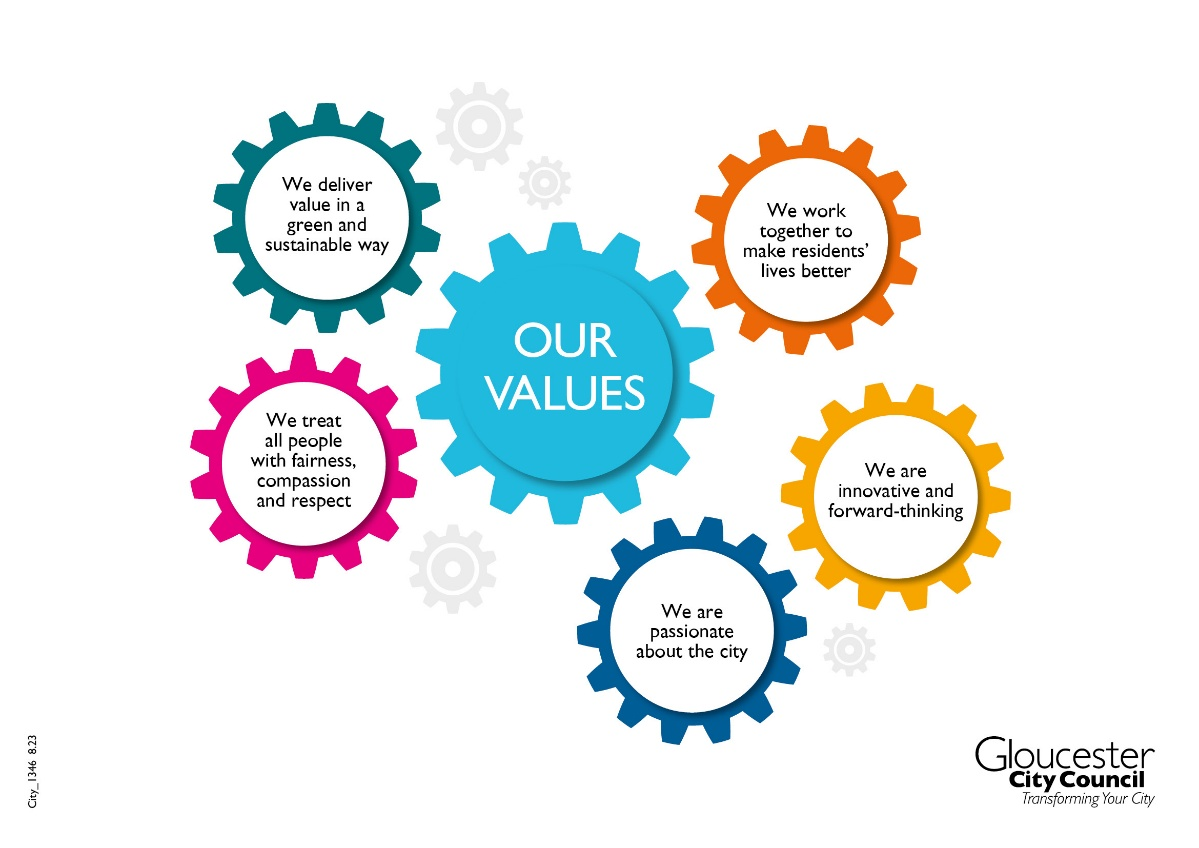 We deliver
value in a
green and
sustainable way
We work
together to
make residents’
lives better
OUR
VALUES
We treat
all people
with fairness,
compassion
and respect
We are
innovative and
forward-thinking
We are
passionate
about the city
City_1346 8.23
Gloucester
City Council
Transforming Your City